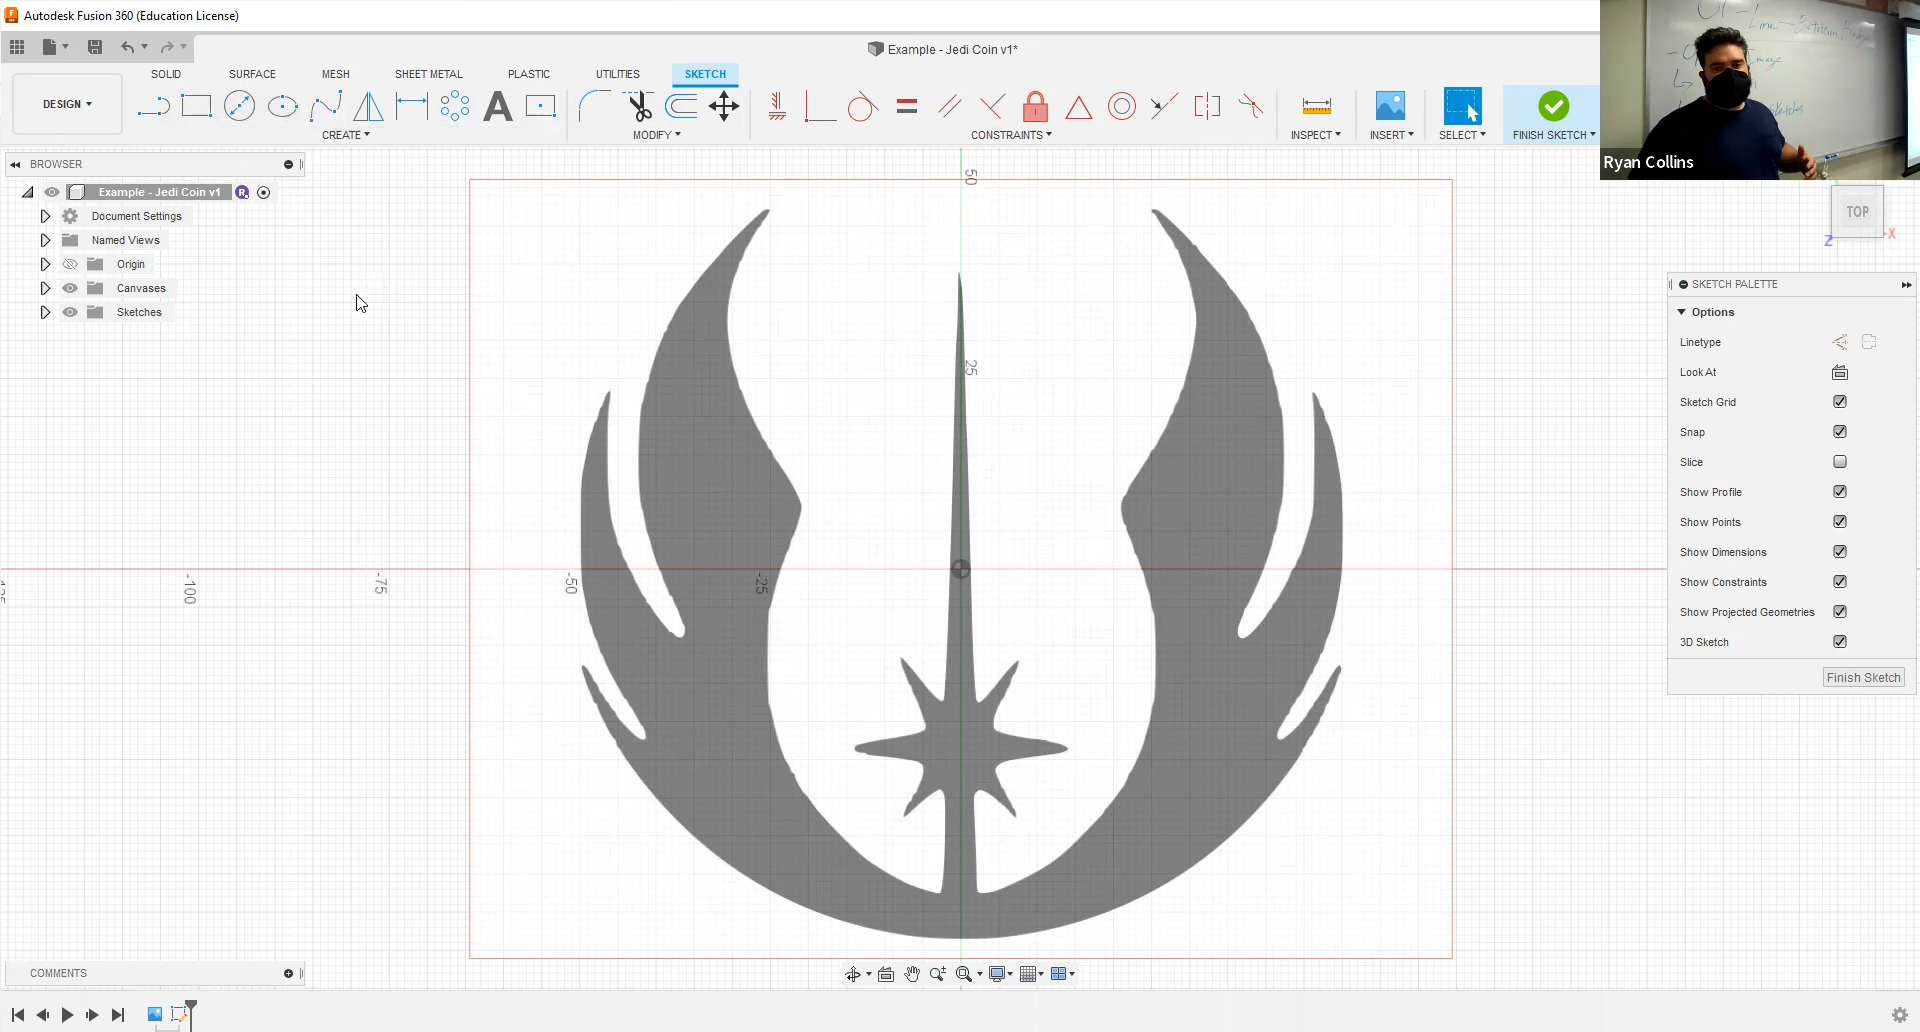 Autodesk Fusion 360 (Education License)
Example - Jedi Coin v1*
SOLID SURFACE MESH SHEET METAL PLASTIC UTILITIES SKETCH
DESIGN
CREATE MODIFY CONSTRAINTS INSPECT INSERT SELECT FINISH SKETCH
Line
Image
Sketches
Ryan Collins
BROWSER
Example - Jedi Coin v1 R
Document Settings
Named Views
Origin
Canvases
Sketches
50
25
-100
-75
-50
-25
TOP
Z
X
SKETCH PALETTE
Options
Linetype
Look At
Sketch Grid
Snap
Slice
Show Profile
Show Points
Show Dimensions
Show Constraints
Show Projected Geometries
3D Sketch
Finish Sketch
COMMENTS